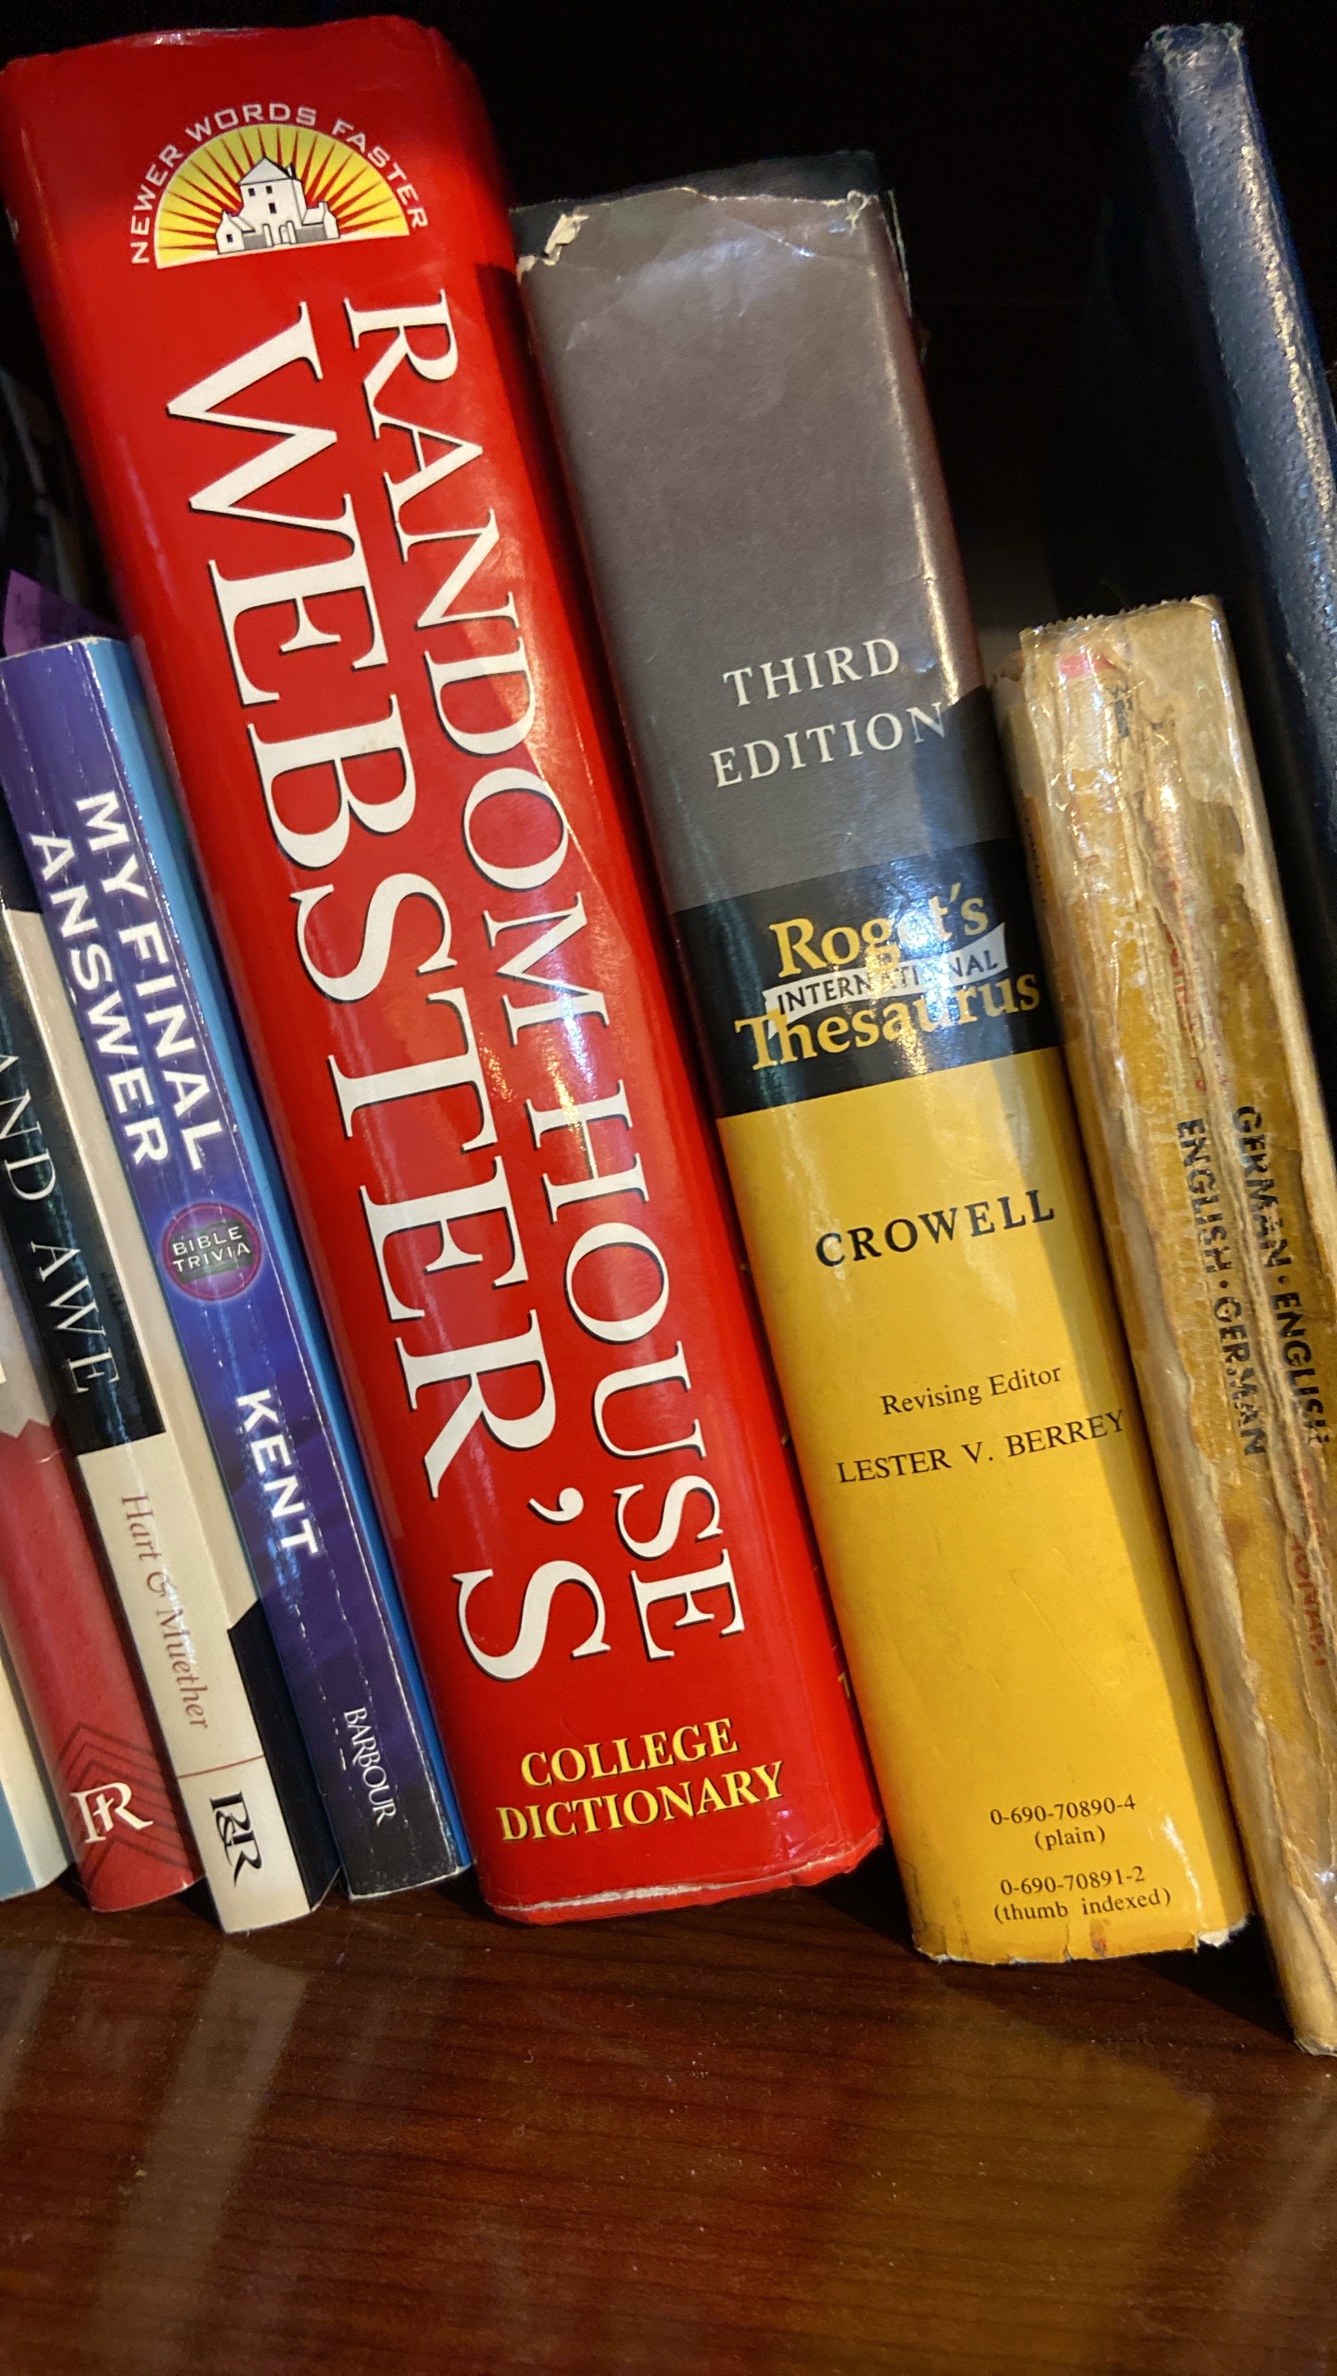 AND AWE
Hart & Muether
P&R
MY FINAL
ANSWER
BIBLE
TRIVIA
KENT
BARBOUR
NEWER WORDS FASTER
RANDOM HOUSE
WEBSTER'S
COLLEGE
DICTIONARY
THIRD
EDITION
Roget's
INTERNATIONAL
Thesaurus
CROWELL
Revising Editor
LESTER V. BERREY
0-690-70890-4
(plain)
0-690-70891-2
(thumb indexed)
GERMAN·ENGLISH
ENGLISH·GERMAN